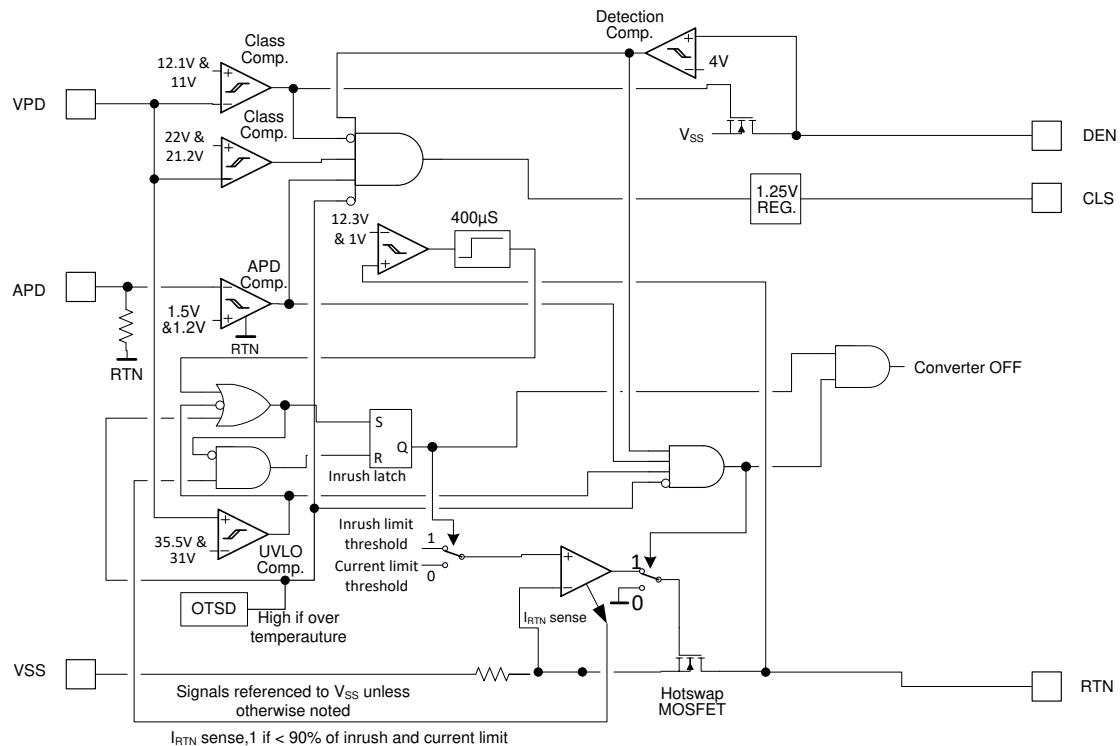 Detection
Comp.
4V
Class
Comp.
12.1V &
11V
VPD
Class
Comp.
22V &
21.2V
VSS
DEN
1.25V
REG.
CLS
12.3V
& 1V
400µS
APD
APD
Comp.
1.5V
&1.2V
RTN
RTN
Converter OFF
S
Q
R
Inrush latch
35.5V &
31V
UVLO
Comp.
Inrush limit
threshold
1
Current limit
threshold
0
1
0
OTSD
High if over
temperauture
IRTN sense
VSS
Signals referenced to VSS unless
otherwise noted
Hotswap
MOSFET
RTN
IRTN sense,1 if < 90% of inrush and current limit